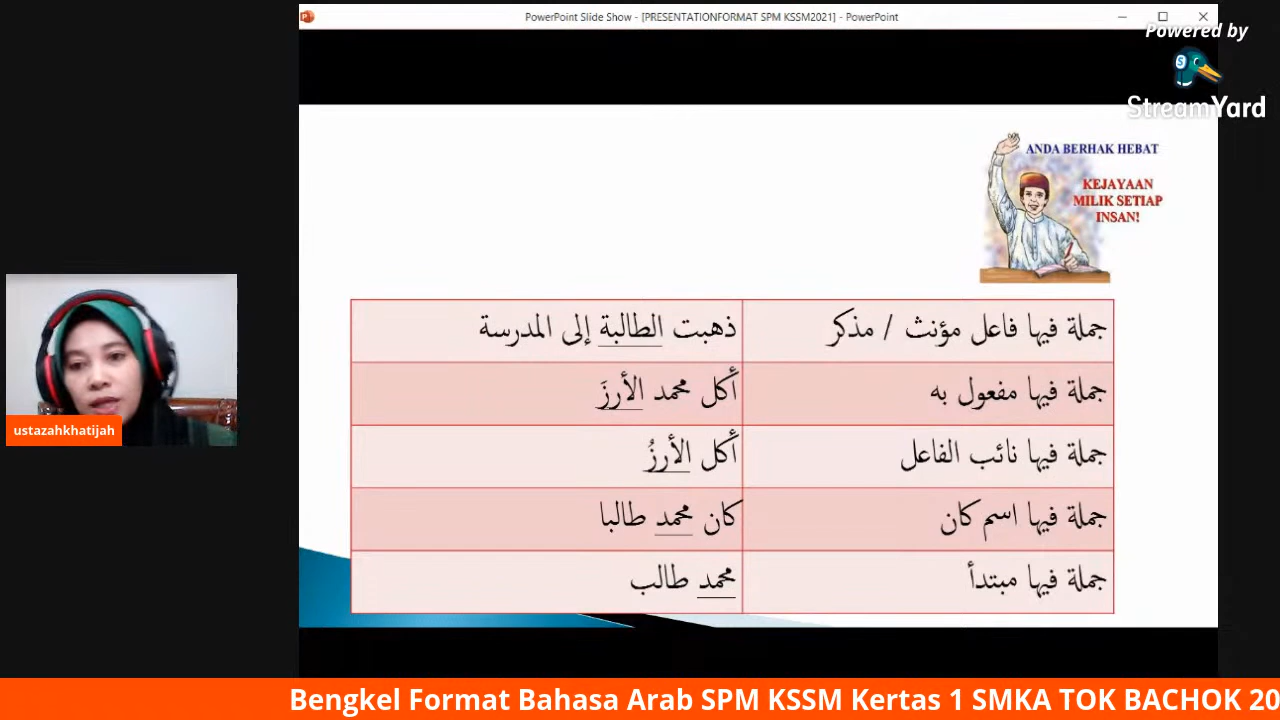 PowerPoint Slide Show - [PRESENTATIONFORMAT SPM KSSM2021] - PowerPoint
Powered by
StreamYard
ANDA BERHAK HEBAT
KEJAYAAN
MILIK SETIAP
INSAN!
جملة فيها فاعل مؤنث / مذكر
ذهبت الطالبة إلى المدرسة
جملة فيها مفعول به
أكل محمد الأرزَ
جملة فيها نائب الفاعل
أكل الأرزُ
جملة فيها اسم كان
كان محمد طالبا
جملة فيها مبتدأ
محمد طالب
ustazahkhatijah
Bengkel Format Bahasa Arab SPM KSSM Kertas 1 SMKA TOK BACHOK 20